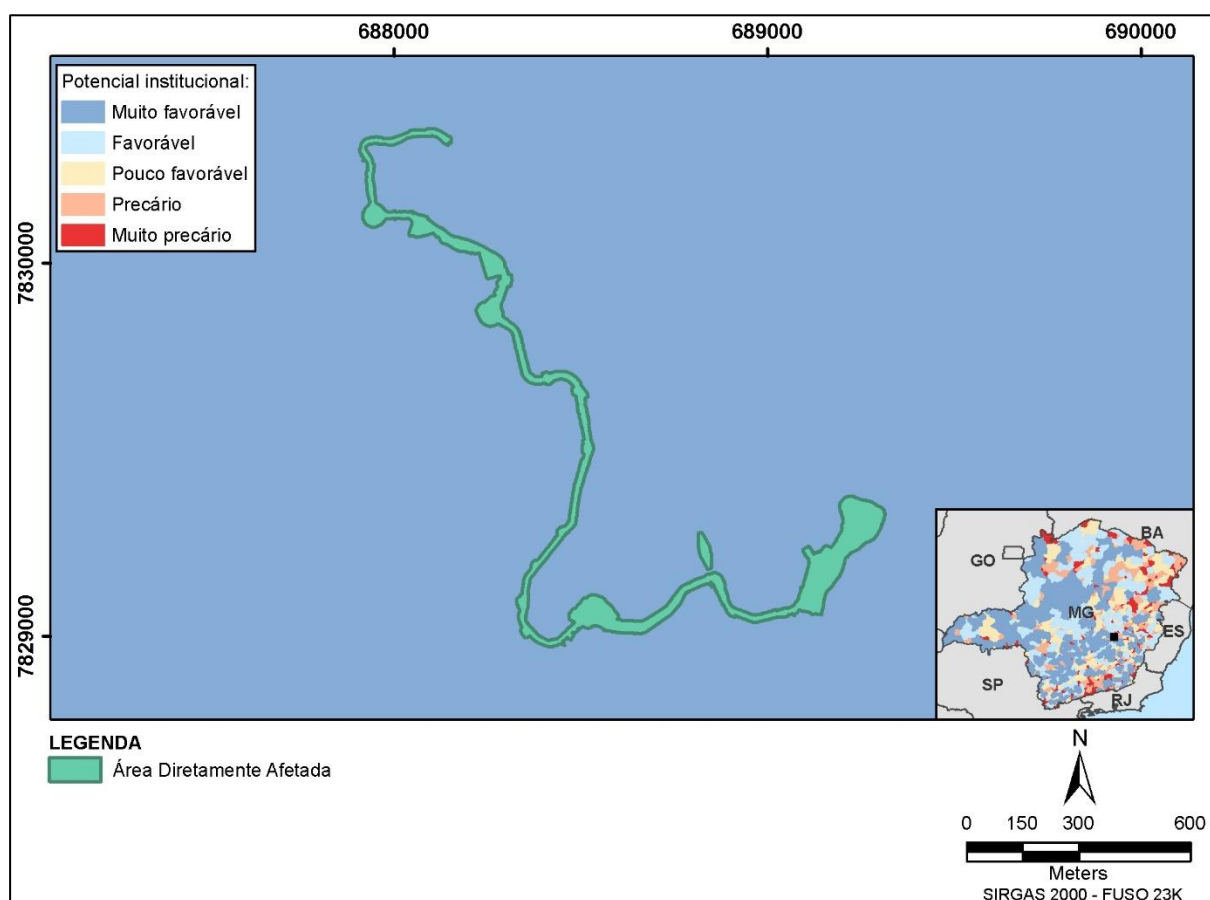 688000
689000
690000
7830000
7829000
Potencial institucional:
Muito favorável
Favorável
Pouco favorável
Precário
Muito precário
BA
GO
MG
ES
SP
RJ
LEGENDA
Área Diretamente Afetada
N
0 150 300 600
Meters
SIRGAS 2000 - FUSO 23K